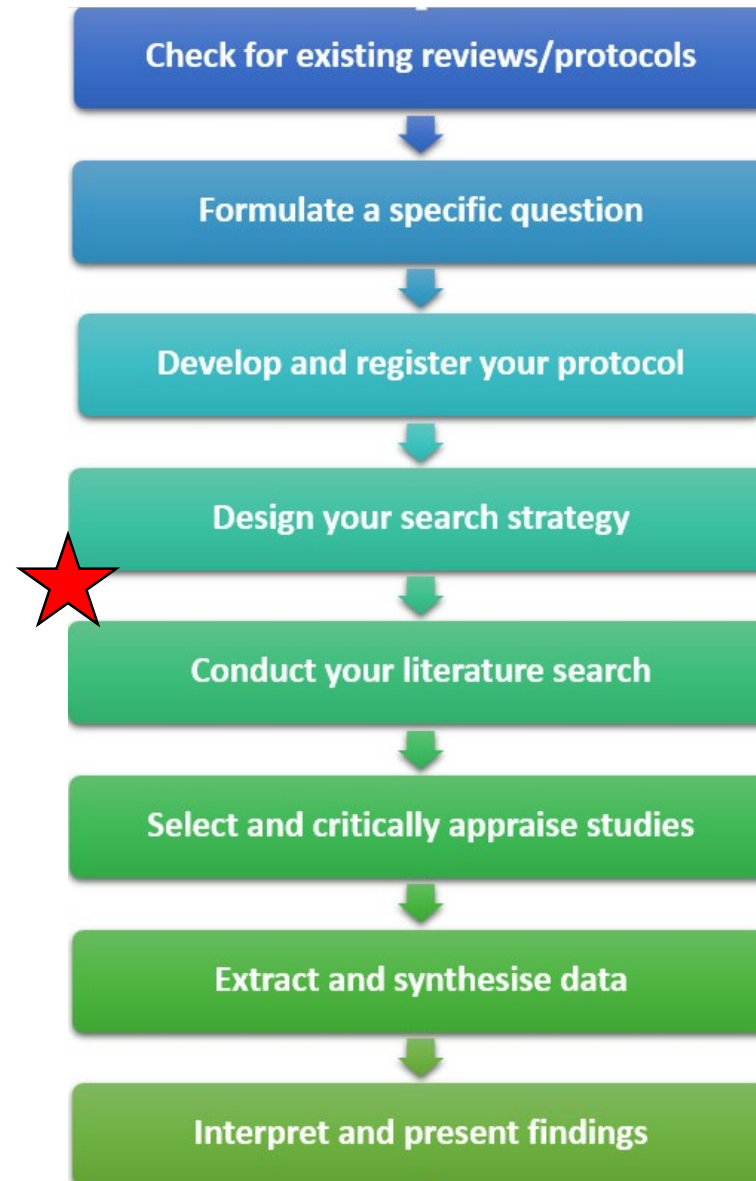 Check for existing reviews/protocols
Formulate a specific question
Develop and register your protocol
Design your search strategy
Conduct your literature search
Select and critically appraise studies
Extract and synthesise data
Interpret and present findings